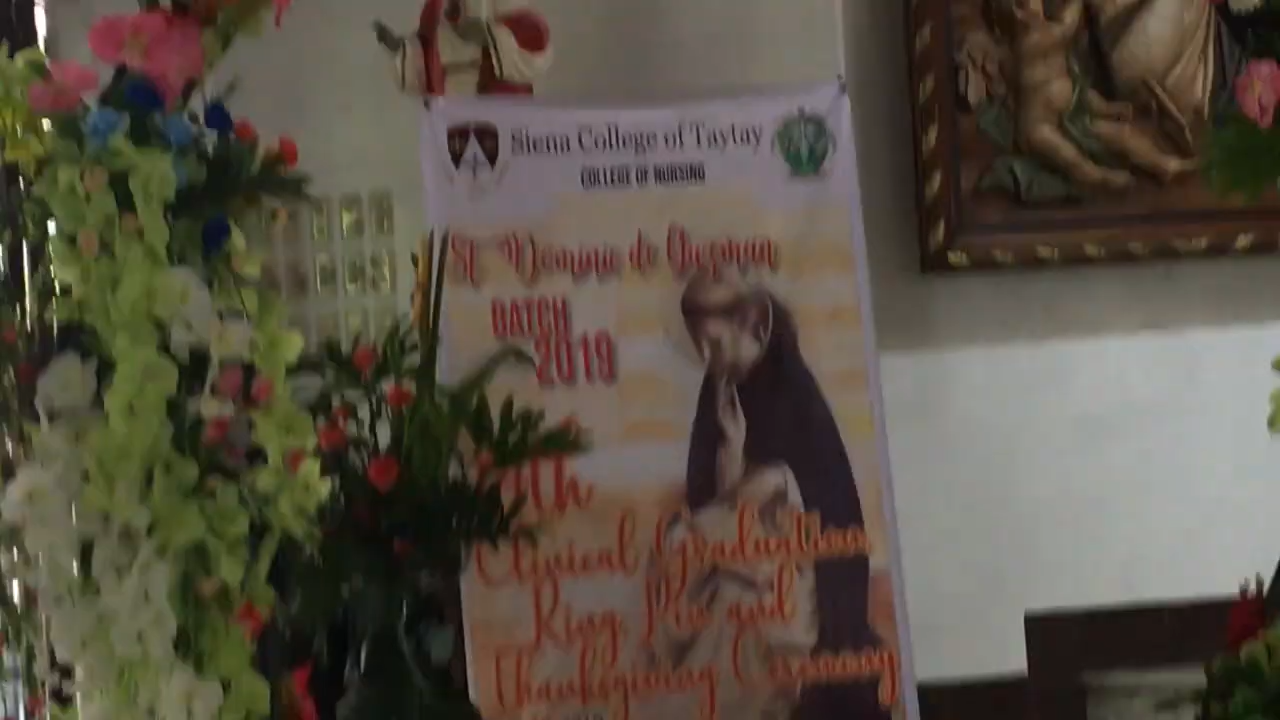 Siena College of Taytay
COLLEGE OF NURSING
St. Dominic de Guzman
BATCH
2019
th
Clinical Graduation
Ring, Pin and
Thanksgiving Ceremony